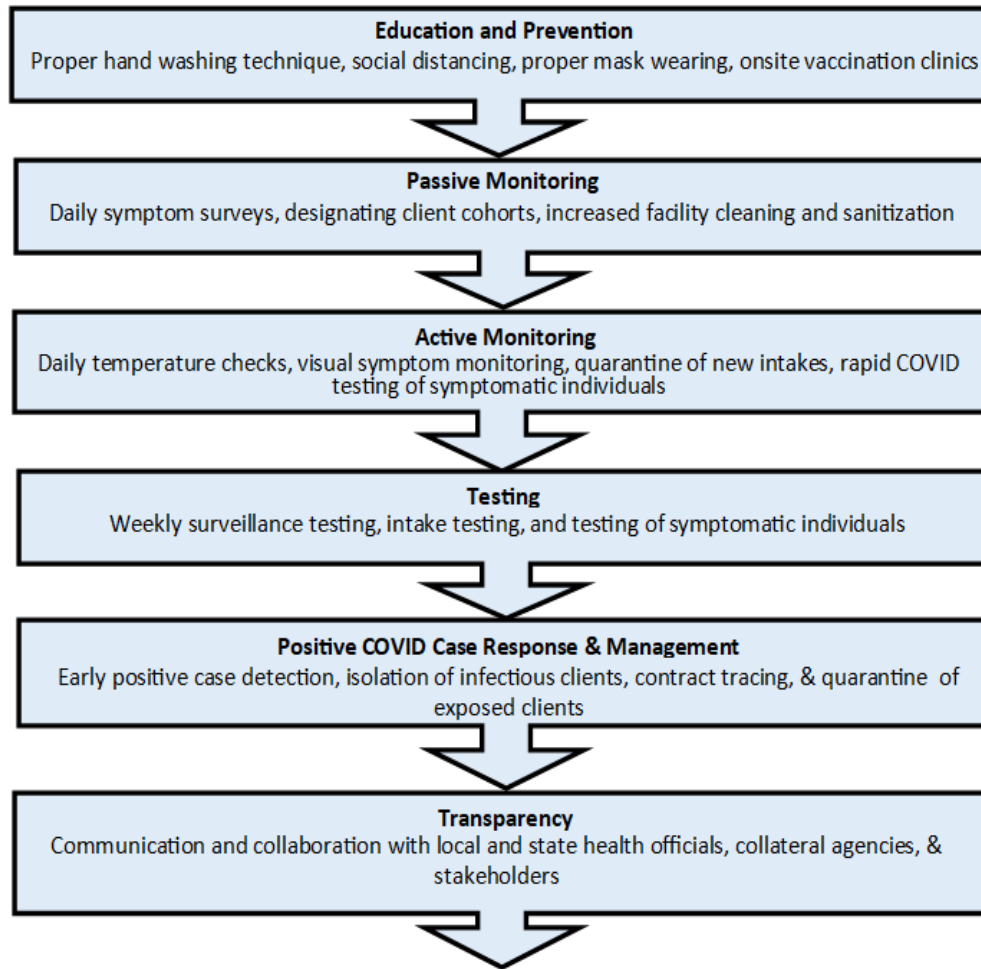 Education and Prevention
Proper hand washing technique, social distancing, proper mask wearing, onsite vaccination clinics
Passive Monitoring
Daily symptom surveys, designating client cohorts, increased facility cleaning and sanitization
Active Monitoring
Daily temperature checks, visual symptom monitoring, quarantine of new intakes, rapid COVID
testing of symptomatic individuals
Testing
Weekly surveillance testing, intake testing, and testing of symptomatic individuals
Positive COVID Case Response & Management
Early positive case detection, isolation of infectious clients, contract tracing, & quarantine of
exposed clients
Transparency
Communication and collaboration with local and state health officials, collateral agencies, &
stakeholders